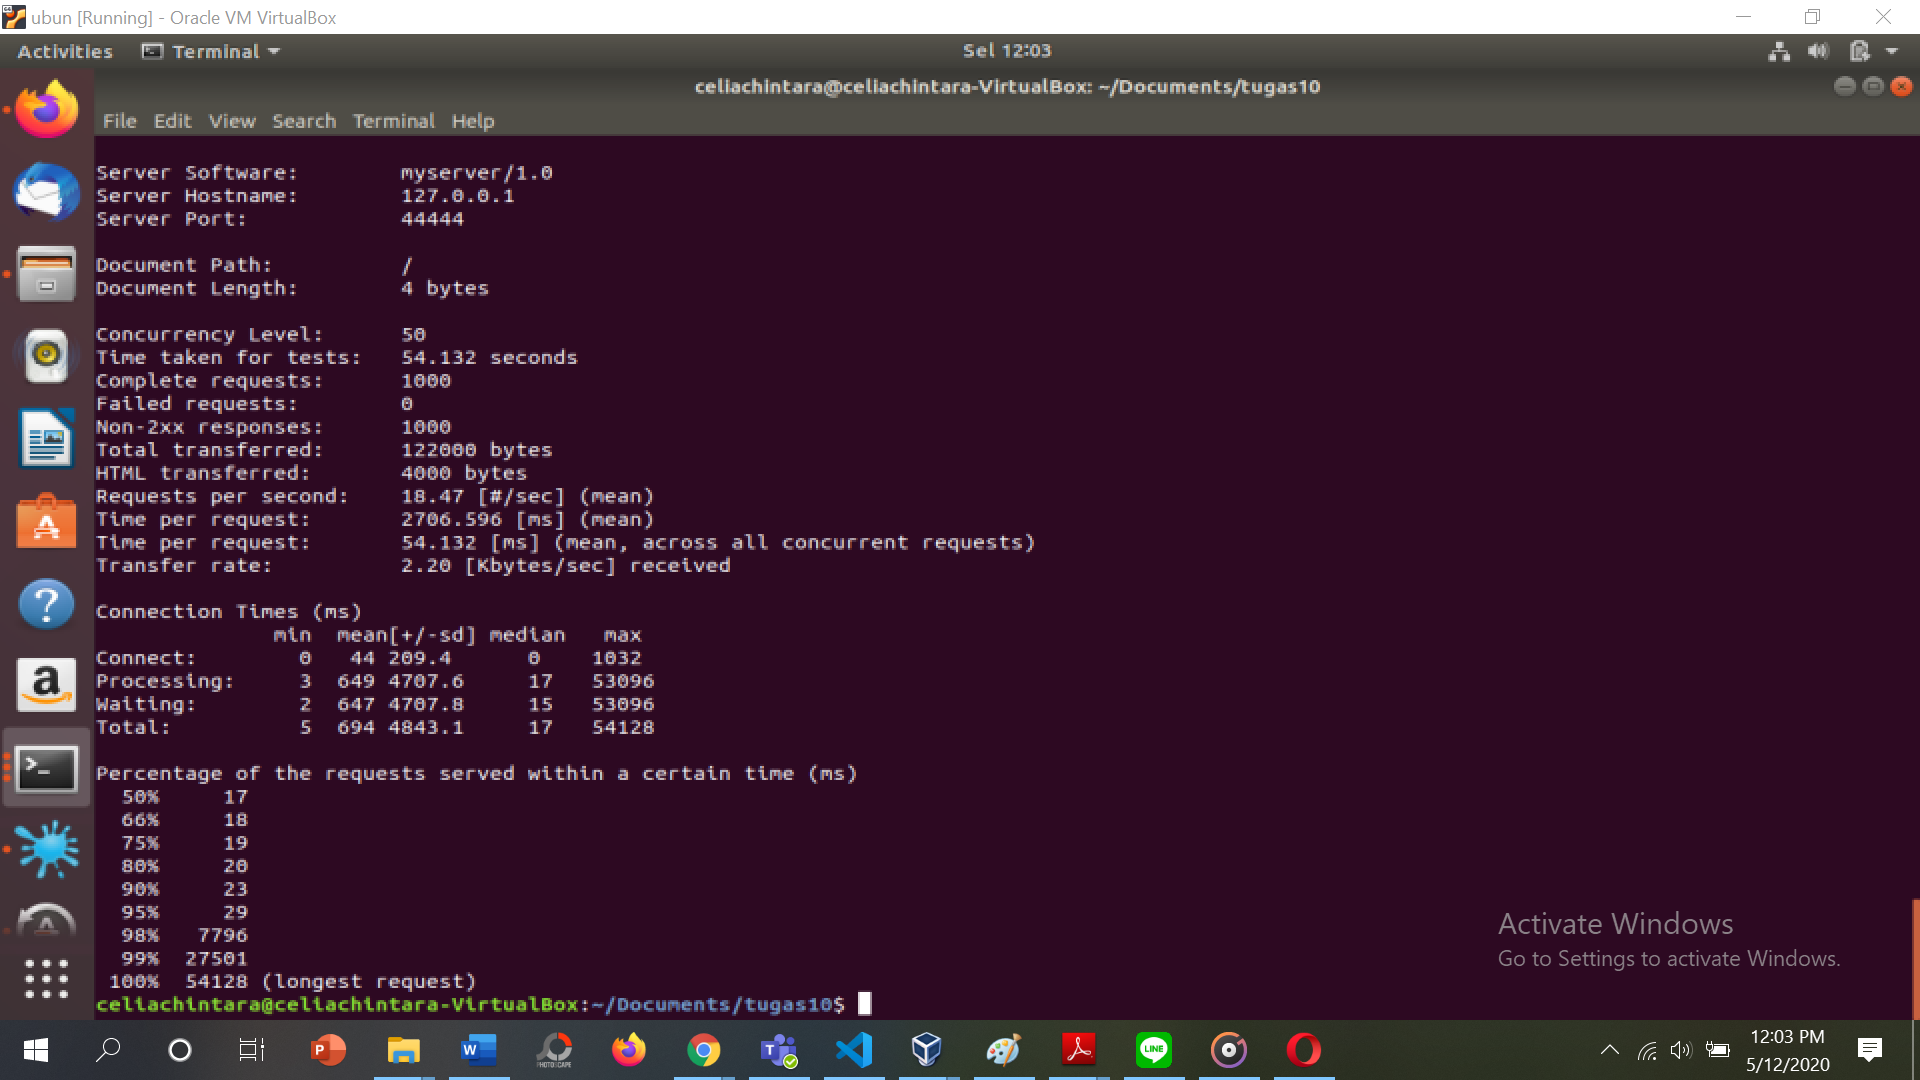 ubun [Running] - Oracle VM VirtualBox
Activities Terminal Sel 12:03
celiachintara@celiachintara-VirtualBox: ~/Documents/tugas10
File Edit View Search Terminal Help
Server Software: myserver/1.0
Server Hostname: 127.0.0.1
Server Port: 44444
Document Path: /
Document Length: 4 bytes
Concurrency Level: 50
Time taken for tests: 54.132 seconds
Complete requests: 1000
Failed requests: 0
Non-2xx responses: 1000
Total transferred: 122000 bytes
HTML transferred: 4000 bytes
Requests per second: 18.47 [#/sec] (mean)
Time per request: 2706.596 [ms] (mean)
Time per request: 54.132 [ms] (mean, across all concurrent requests)
Transfer rate: 2.20 [Kbytes/sec] received
Connection Times (ms)
min mean[+/-sd] median max
Connect: 0 44 209.4 0 1032
Processing: 3 649 4707.6 17 53096
Waiting: 2 647 4707.8 15 53096
Total: 5 694 4843.1 17 54128
Percentage of the requests served within a certain time (ms)
50% 17
66% 18
75% 19
80% 20
90% 23
95% 29
98% 7796
99% 27501
100% 54128 (longest request)
celiachintara@celiachintara-VirtualBox:~/Documents/tugas10$
Activate Windows
Go to Settings to activate Windows.
12:03 PM
5/12/2020
PHOTOSCAPE
LINE